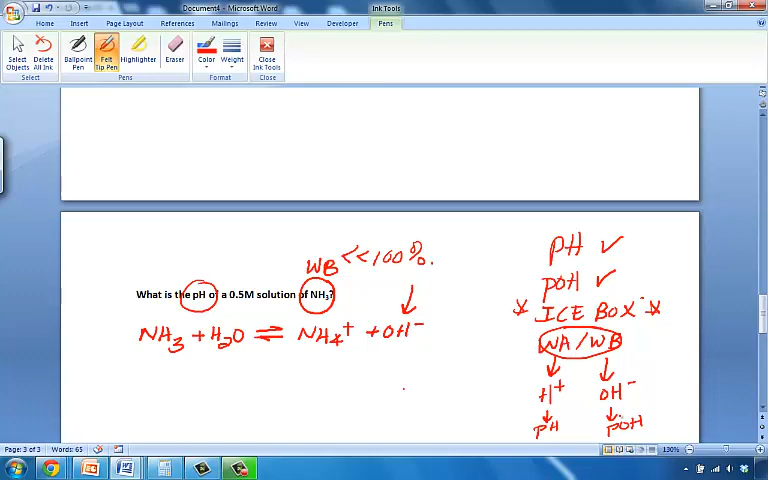 Document4 - Microsoft Word
Ink Tools
Home Insert Page Layout References Mailings Review View Developer Pens
Select Objects
Delete All Ink
Ballpoint Pen
Felt Tip Pen
Highlighter
Eraser
Color
Weight
Close Ink Tools
Select
Pens
Format
Close
WB <<100%.
What is the pH of a 0.5M solution of NH₃?
NH₃ + H₂O ⇌ NH₄⁺ + OH⁻
pH ✓
pOH ✓
* ICE BOX *
WA/WB
↓ ↓
H⁺ OH⁻
↓ ↓
pH pOH
Page: 3 of 3 Words: 65
130%
6:56 PM